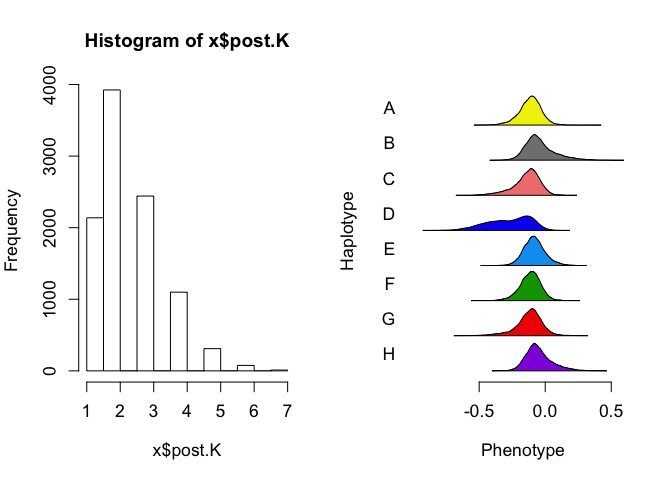 Histogram of x$post.K
Frequency
0
1000
2000
3000
4000
1 2 3 4 5 6 7
x$post.K
Haplotype
A
B
C
D
E
F
G
H
-0.5 0.0 0.5
Phenotype